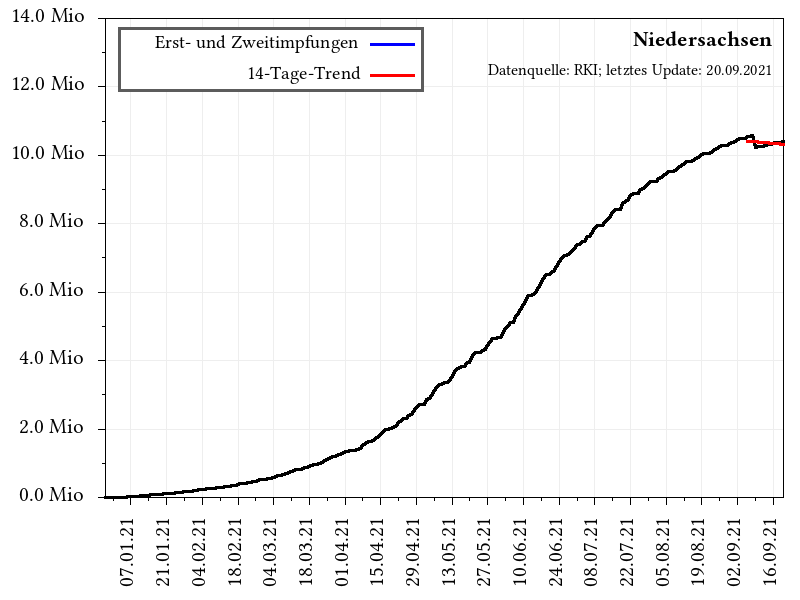 14.0 Mio
12.0 Mio
10.0 Mio
8.0 Mio
6.0 Mio
4.0 Mio
2.0 Mio
0.0 Mio
Erst- und Zweitimpfungen
14-Tage-Trend
Niedersachsen
Datenquelle: RKI; letztes Update: 20.09.2021
07.01.21
21.01.21
04.02.21
18.02.21
04.03.21
18.03.21
01.04.21
15.04.21
29.04.21
13.05.21
27.05.21
10.06.21
24.06.21
08.07.21
22.07.21
05.08.21
19.08.21
02.09.21
16.09.21